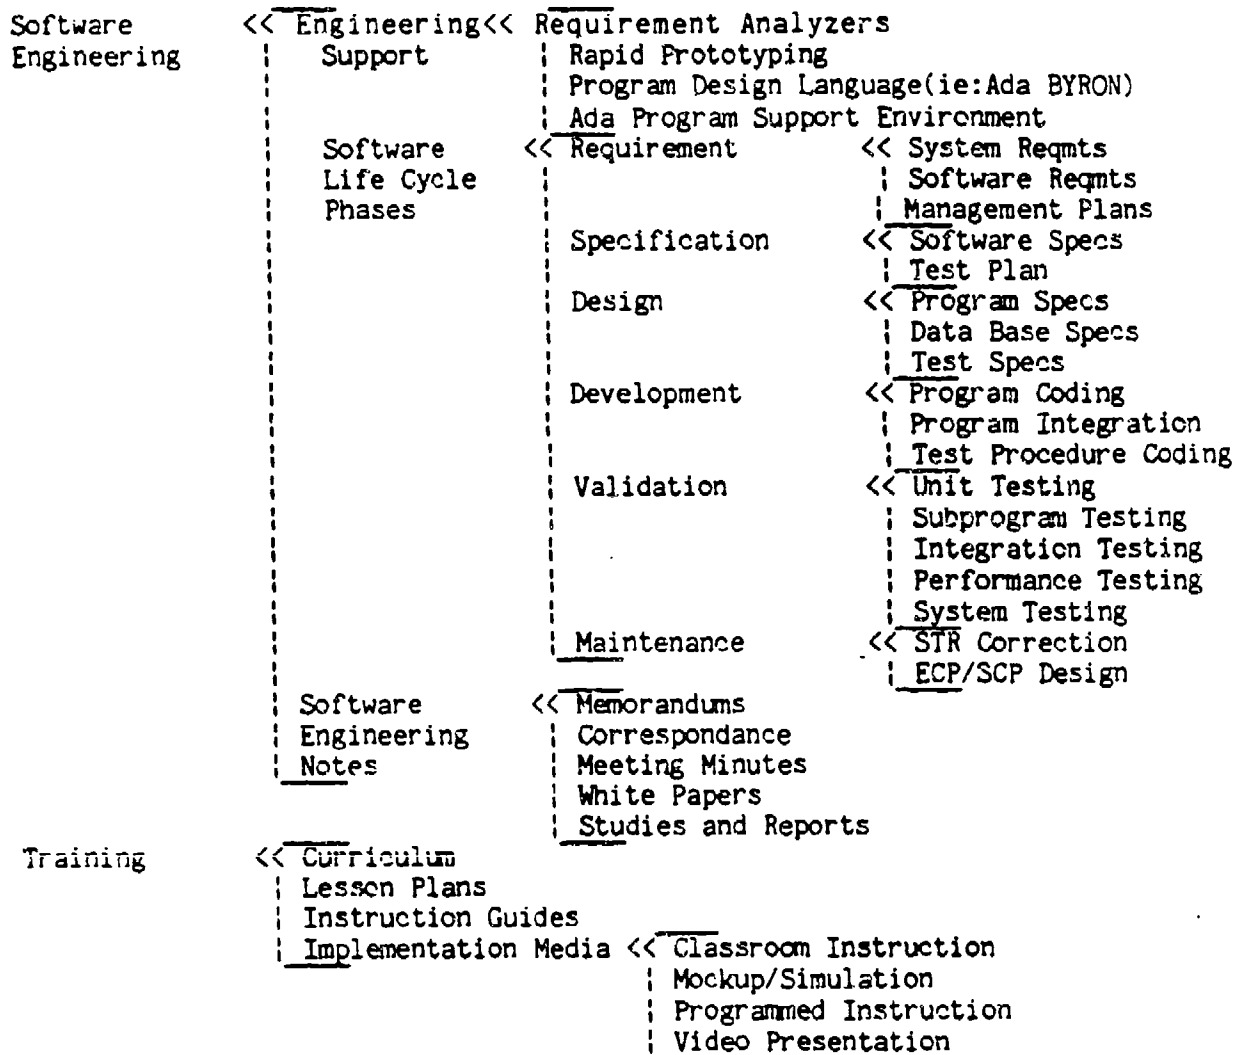 Software << Engineering<< Requirement Analyzers
Engineering ¦ Support ¦ Rapid Prototyping
¦ ¦ Program Design Language(ie:Ada BYRON)
¦ ¦ Ada Program Support Environment
¦ Software << Requirement << System Reqmts
¦ Life Cycle ¦ ¦ Software Reqmts
¦ Phases ¦ ¦ Management Plans
¦ ¦ Specification << Software Specs
¦ ¦ ¦ Test Plan
¦ ¦ Design << Program Specs
¦ ¦ ¦ Data Base Specs
¦ ¦ ¦ Test Specs
¦ ¦ Development << Program Coding
¦ ¦ ¦ Program Integration
¦ ¦ ¦ Test Procedure Coding
¦ ¦ Validation << Unit Testing
¦ ¦ ¦ Subprogram Testing
¦ ¦ ¦ Integration Testing
¦ ¦ ¦ Performance Testing
¦ ¦ ¦ System Testing
¦ ¦ Maintenance << STR Correction
¦ ¦ ECP/SCP Design
¦ Software << Memorandums
¦ Engineering ¦ Correspondance
¦ Notes ¦ Meeting Minutes
¦ White Papers
¦ Studies and Reports
Training << Curriculum
¦ Lesson Plans
¦ Instruction Guides
¦ Implementation Media << Classroom Instruction
¦ Mockup/Simulation
¦ Programmed Instruction
¦ Video Presentation